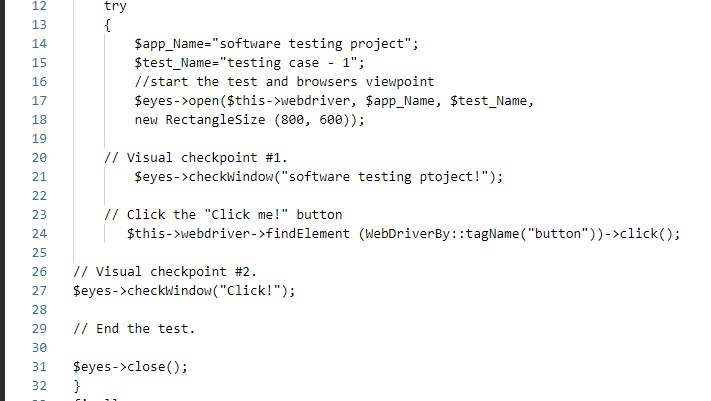 12 try
13 {
14 $app_Name="software testing project";
15 $test_Name="testing case - 1";
16 //start the test and browsers viewpoint
17 $eyes->open($this->webdriver, $app_Name, $test_Name,
18 new RectangleSize (800, 600));
19
20 // Visual checkpoint #1.
21 $eyes->checkWindow("software testing ptoject!");
22
23 // Click the "Click me!" button
24 $this->webdriver->findElement (WebDriverBy::tagName("button"))->click();
25
26 // Visual checkpoint #2.
27 $eyes->checkWindow("Click!");
28
29 // End the test.
30
31 $eyes->close();
32 }